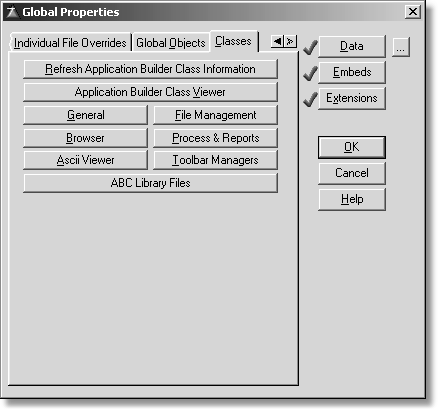 Global Properties
Individual File Overrides Global Objects Classes
Data ...
Refresh Application Builder Class Information
Embeds
Application Builder Class Viewer
Extensions
General File Management
Browser Process & Reports
OK
Ascii Viewer Toolbar Managers
Cancel
ABC Library Files
Help